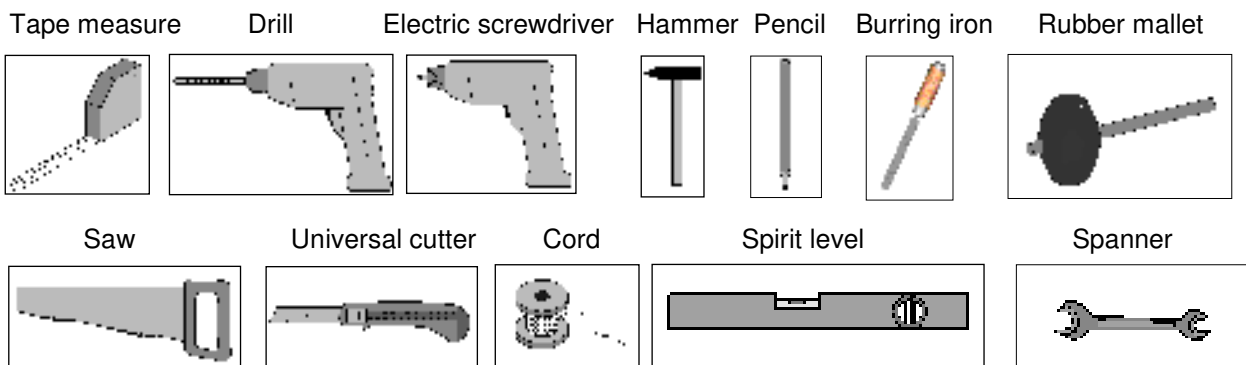 Tape measure Drill Electric screwdriver Hammer Pencil Burring iron Rubber mallet
Saw Universal cutter Cord Spirit level Spanner